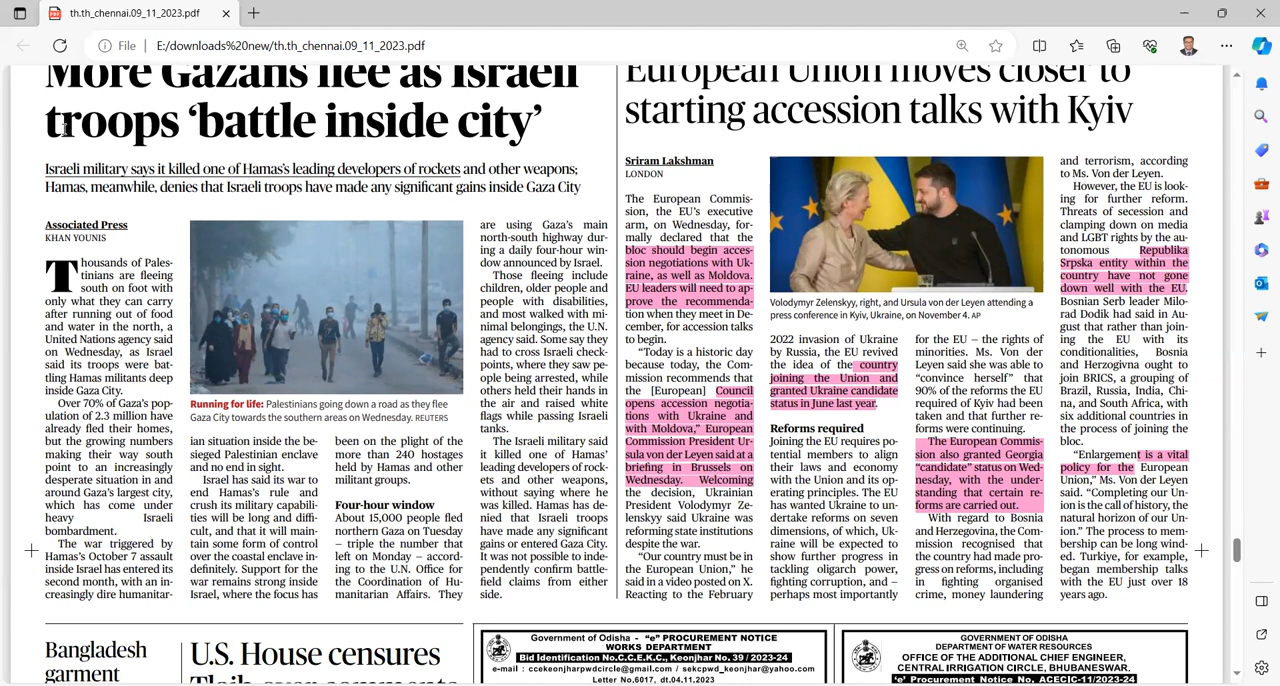 th.th_chennai.09_11_2023.pdf
File
E:/downloads%20new/th.th_chennai.09_11_2023.pdf
More Gazans flee as Israeli
troops ‘battle inside city’
Israeli military says it killed one of Hamas’s leading developers of rockets and other weapons;
Hamas, meanwhile, denies that Israeli troops have made any significant gains inside Gaza City
Associated Press
KHAN YOUNIS
Thousands of Pales-
tinians are fleeing
south on foot with
only what they can carry
after running out of food
and water in the north, a
United Nations agency said
on Wednesday, as Israel
said its troops were bat-
tling Hamas militants deep
inside Gaza City.
Over 70% of Gaza’s pop-
ulation of 2.3 million have
already fled their homes,
but the growing numbers
making their way south
point to an increasingly
desperate situation in and
around Gaza’s largest city,
which has come under
heavy Israeli
bombardment.
The war triggered by
Hamas’s October 7 assault
inside Israel has entered its
second month, with an in-
creasingly dire humanitar-
Running for life: Palestinians going down a road as they flee
Gaza City towards the southern areas on Wednesday. REUTERS
ian situation inside the be-
sieged Palestinian enclave
and no end in sight.
Israel has said its war to
end Hamas’s rule and
crush its military capabili-
ties will be long and diffi-
cult, and that it will main-
tain some form of control
over the coastal enclave in-
definitely. Support for the
war remains strong inside
Israel, where the focus has
been on the plight of the
more than 240 hostages
held by Hamas and other
militant groups.
Four-hour window
About 15,000 people fled
northern Gaza on Tuesday
– triple the number that
left on Monday – accord-
ing to the U.N. Office for
the Coordination of Hu-
manitarian Affairs. They
are using Gaza’s main
north-south highway dur-
ing a daily four-hour win-
dow announced by Israel.
Those fleeing include
children, older people and
people with disabilities,
and most walked with mi-
nimal belongings, the U.N.
agency said. Some say they
had to cross Israeli check-
points, where they saw peo-
ple being arrested, while
others held their hands in
the air and raised white
flags while passing Israeli
tanks.
The Israeli military said
it killed one of Hamas’
leading developers of rock-
ets and other weapons,
without saying where he
was killed. Hamas has de-
nied that Israeli troops
have made any significant
gains or entered Gaza City.
It was not possible to inde-
pendently confirm battle-
field claims from either
side.
European Union moves closer to
starting accession talks with Kyiv
Sriram Lakshman
LONDON
The European Commis-
sion, the EU’s executive
arm, on Wednesday, for-
mally declared that the
bloc should begin acces-
sion negotiations with Uk-
raine, as well as Moldova.
EU leaders will need to ap-
prove the recommenda-
tion when they meet in De-
cember, for accession talks
to begin.
“Today is a historic day
because today, the Com-
mission recommends that
the [European] Council
opens accession negotia-
tions with Ukraine and
with Moldova,” European
Commission President Ur-
sula von der Leyen said at a
briefing in Brussels on
Wednesday. Welcoming
the decision, Ukrainian
President Volodymyr Ze-
lenskyy said Ukraine was
reforming state institutions
despite the war.
“Our country must be in
the European Union,” he
said in a video posted on X.
Reacting to the February
Volodymyr Zelenskyy, right, and Ursula von der Leyen attending a
press conference in Kyiv, Ukraine, on November 4. AP
2022 invasion of Ukraine
by Russia, the EU revived
the idea of the country
joining the Union and
granted Ukraine candidate
status in June last year.
Reforms required
Joining the EU requires po-
tential members to align
their laws and economy
with the Union and its op-
erating principles. The EU
has wanted Ukraine to un-
dertake reforms on seven
dimensions, of which, Uk-
raine will be expected to
show further progress in
tackling oligarch power,
fighting corruption, and –
perhaps most importantly
for the EU – the rights of
minorities. Ms. Von der
Leyen said she was able to
“convince herself” that
90% of the reforms the EU
required of Kyiv had been
taken and that further re-
forms were continuing.
The European Commis-
sion also granted Georgia
“candidate” status on Wed-
nesday, with the under-
standing that certain re-
forms are carried out.
With regard to Bosnia
and Herzegovina, the Com-
mission recognised that
the country had made pro-
gress on reforms, including
in fighting organised
crime, money laundering
and terrorism, according
to Ms. Von der Leyen.
However, the EU is look-
ing for further reform.
Threats of secession and
clamping down on media
and LGBT rights by the au-
tonomous Republika
Srpska entity within the
country have not gone
down well with the EU.
Bosnian Serb leader Milo-
rad Dodik had said in Au-
gust that rather than join-
ing the EU with its
conditionalities, Bosnia
and Herzegovina ought to
join BRICS, a grouping of
Brazil, Russia, India, Chi-
na, and South Africa, with
six additional countries in
the process of joining the
bloc.
“Enlargement is a vital
policy for the European
Union,” Ms. Von der Leyen
said. “Completing our Un-
ion is the call of history, the
natural horizon of our Un-
ion.” The process to mem-
bership can be long wind-
ed. Turkiye, for example,
began membership talks
with the EU just over 18
years ago.
Bangladesh
garment
U.S. House censures
Tlaib over comments
Government of Odisha - “e” PROCUREMENT NOTICE
WORKS DEPARTMENT
Bid Identification No.C.C.E.K.C., Keonjhar No. 39 / 2023-24
e-mail : ccekeonjharpwdcircle@gmail.com / sekcpwd_keonjhar@yahoo.com
Letter No.6017, dt.04.11.2023
GOVERNMENT OF ODISHA
DEPARTMENT OF WATER RESOURCES
OFFICE OF THE ADDITIONAL CHIEF ENGINEER,
CENTRAL IRRIGATION CIRCLE, BHUBANESWAR.
‘e’ Procurement Notice No. ACECIC-11/2023-24